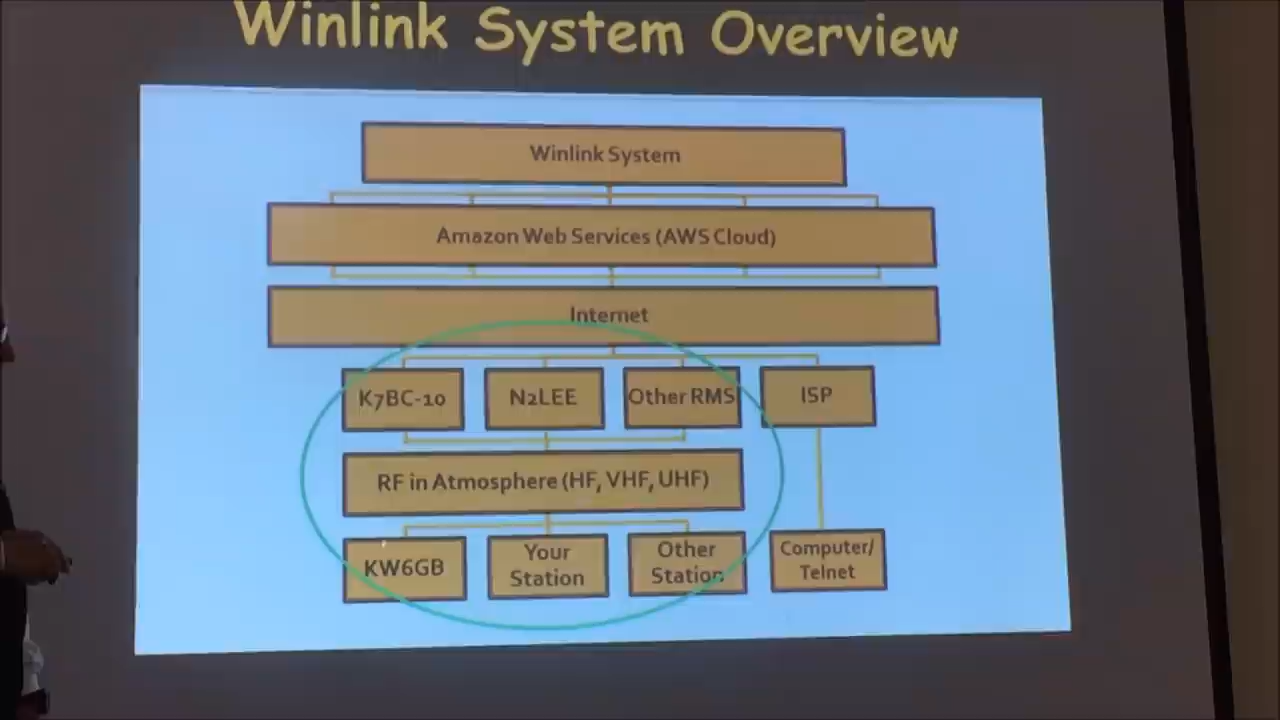 Winlink System Overview
Winlink System
Amazon Web Services (AWS Cloud)
Internet
K7BC-10
N2LEE
Other RMS
ISP
RF in Atmosphere (HF, VHF, UHF)
KW6GB
Your
Station
Other
Station
Computer/
Telnet